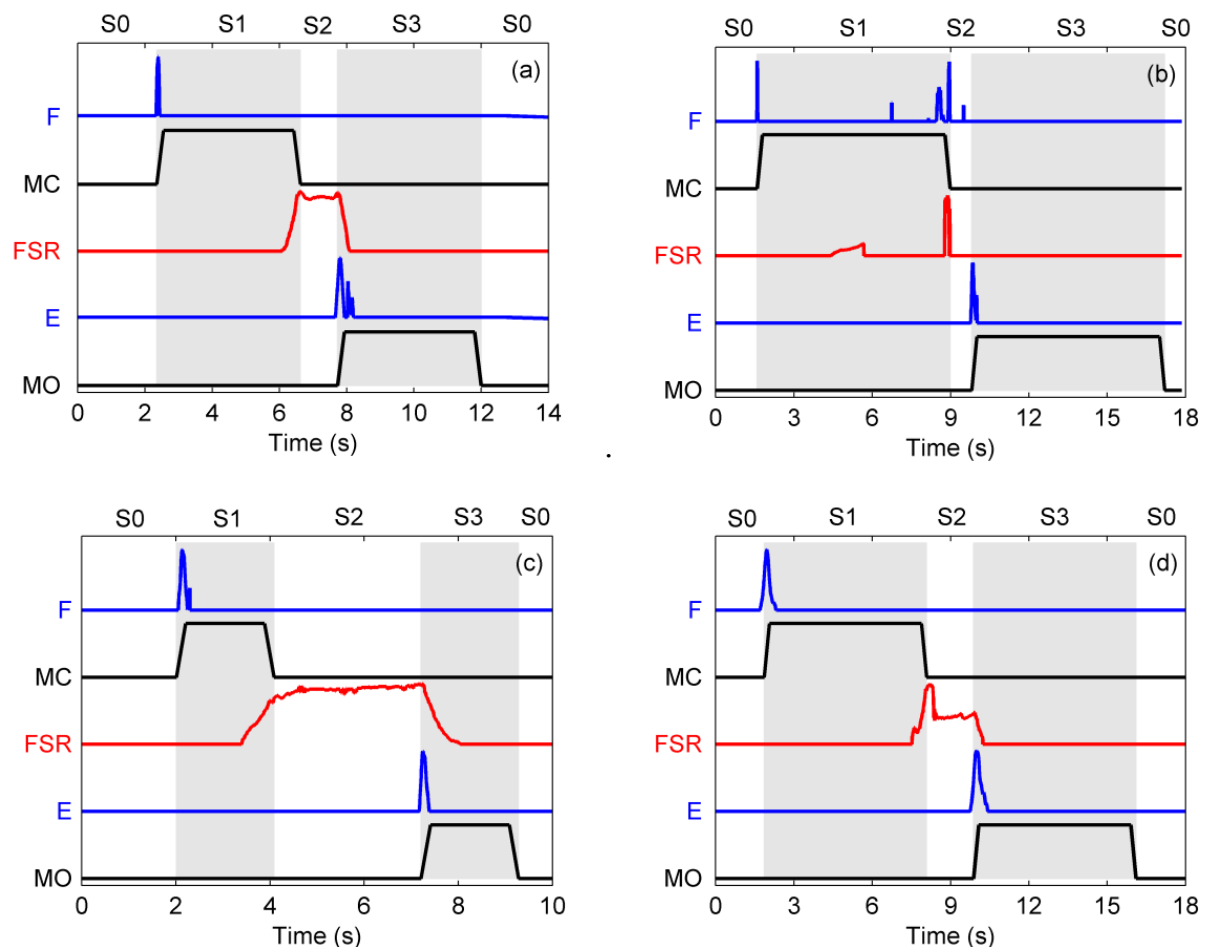 S0 S1 S2 S3 S0
(a)
F
MC
FSR
E
MO
0 2 4 6 8 10 12 14
Time (s)
S0 S1 S2 S3 S0
(b)
F
MC
FSR
E
MO
0 3 6 9 12 15 18
Time (s)
.
S0 S1 S2 S3 S0
(c)
F
MC
FSR
E
MO
0 2 4 6 8 10
Time (s)
S0 S1 S2 S3 S0
(d)
F
MC
FSR
E
MO
0 3 6 9 12 15 18
Time (s)